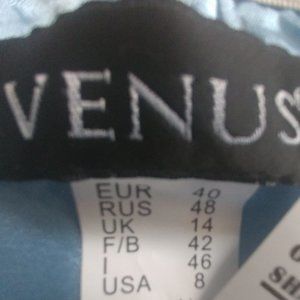 VENUS
EUR 40
RUS 48
UK 14
F/B 42
I 46
USA 8